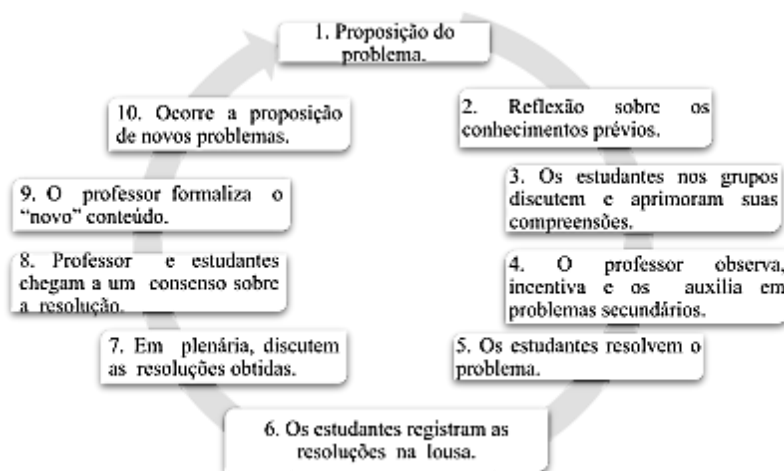 1. Proposição do
problema.
2. Reflexão sobre os
conhecimentos prévios.
3. Os estudantes nos grupos
discutem e aprimoram suas
compreensões.
4. O professor observa,
incentiva e os auxilia em
problemas secundários.
5. Os estudantes resolvem o
problema.
6. Os estudantes registram as
resoluções na lousa.
7. Em plenária, discutem
as resoluções obtidas.
8. Professor e estudantes
chegam a um consenso sobre
a resolução.
9. O professor formaliza o
“novo” conteúdo.
10. Ocorre a proposição
de novos problemas.